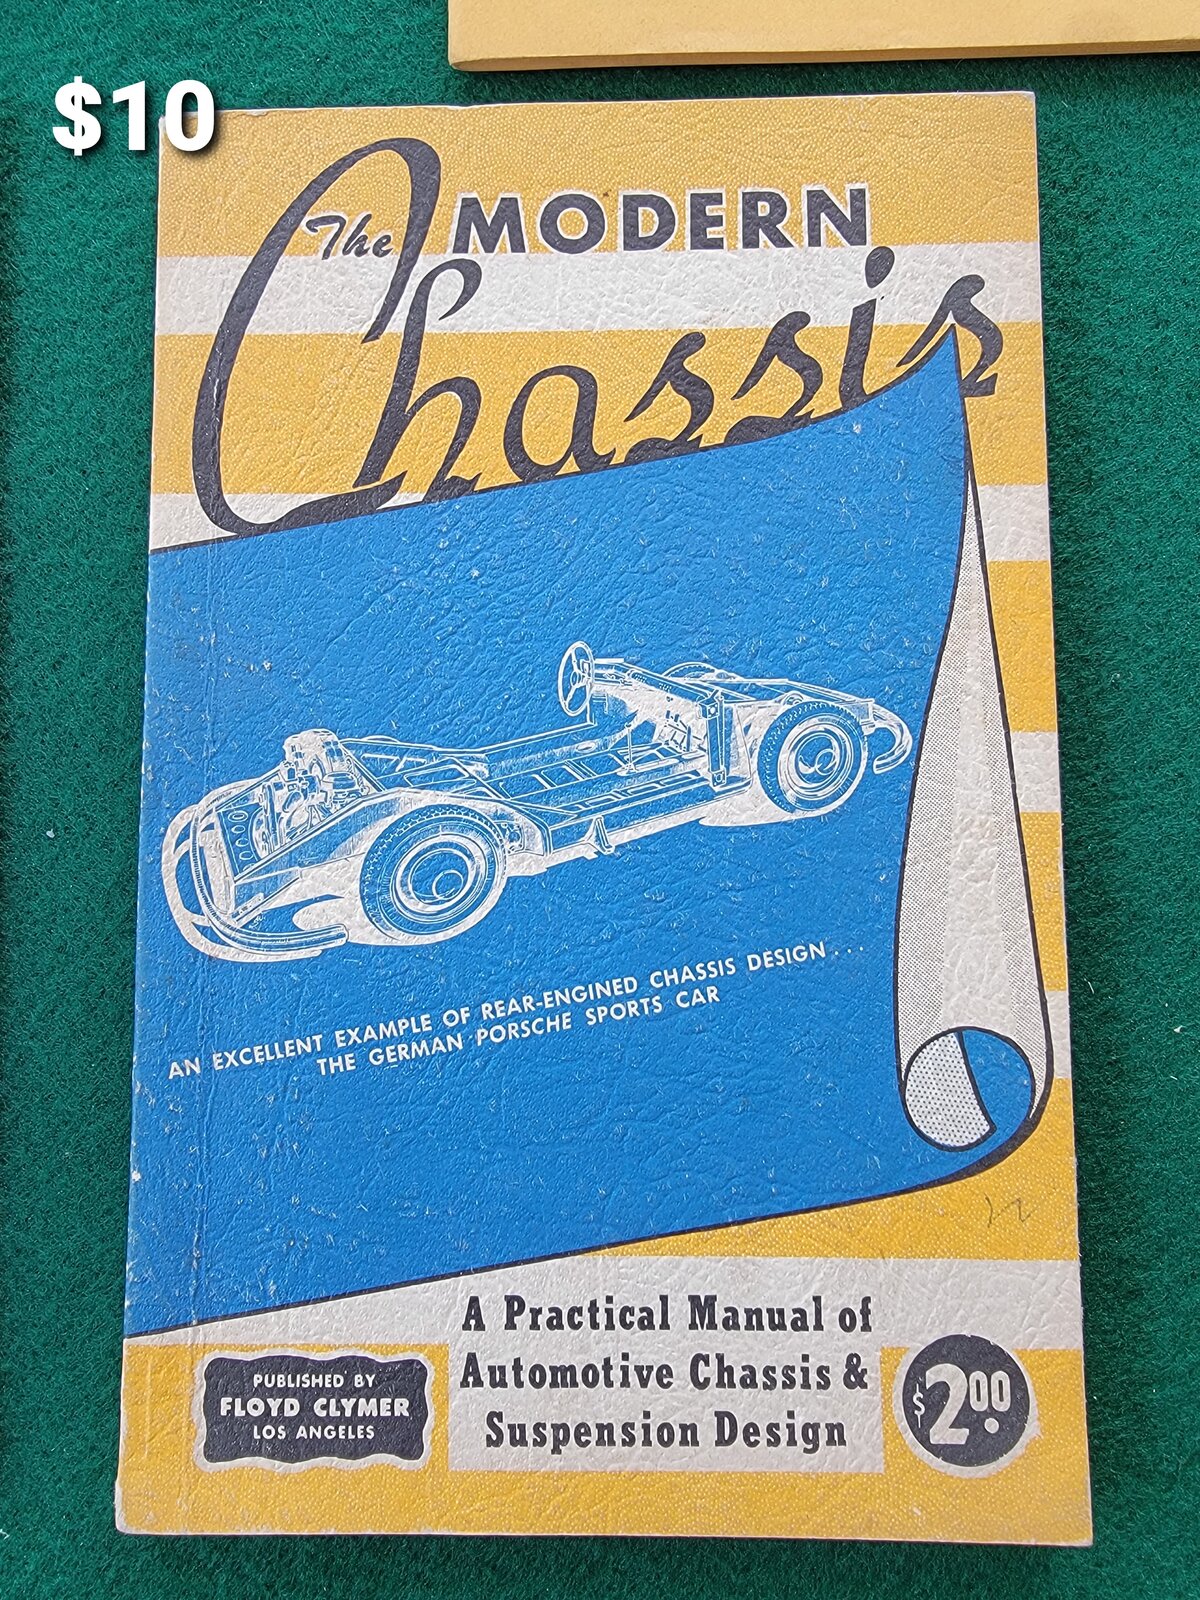 $10
The MODERN
Chassis
AN EXCELLENT EXAMPLE OF REAR-ENGINED CHASSIS DESIGN...
THE GERMAN PORSCHE SPORTS CAR
A Practical Manual of
Automotive Chassis &
Suspension Design
PUBLISHED BY
FLOYD CLYMER
LOS ANGELES
$2.00